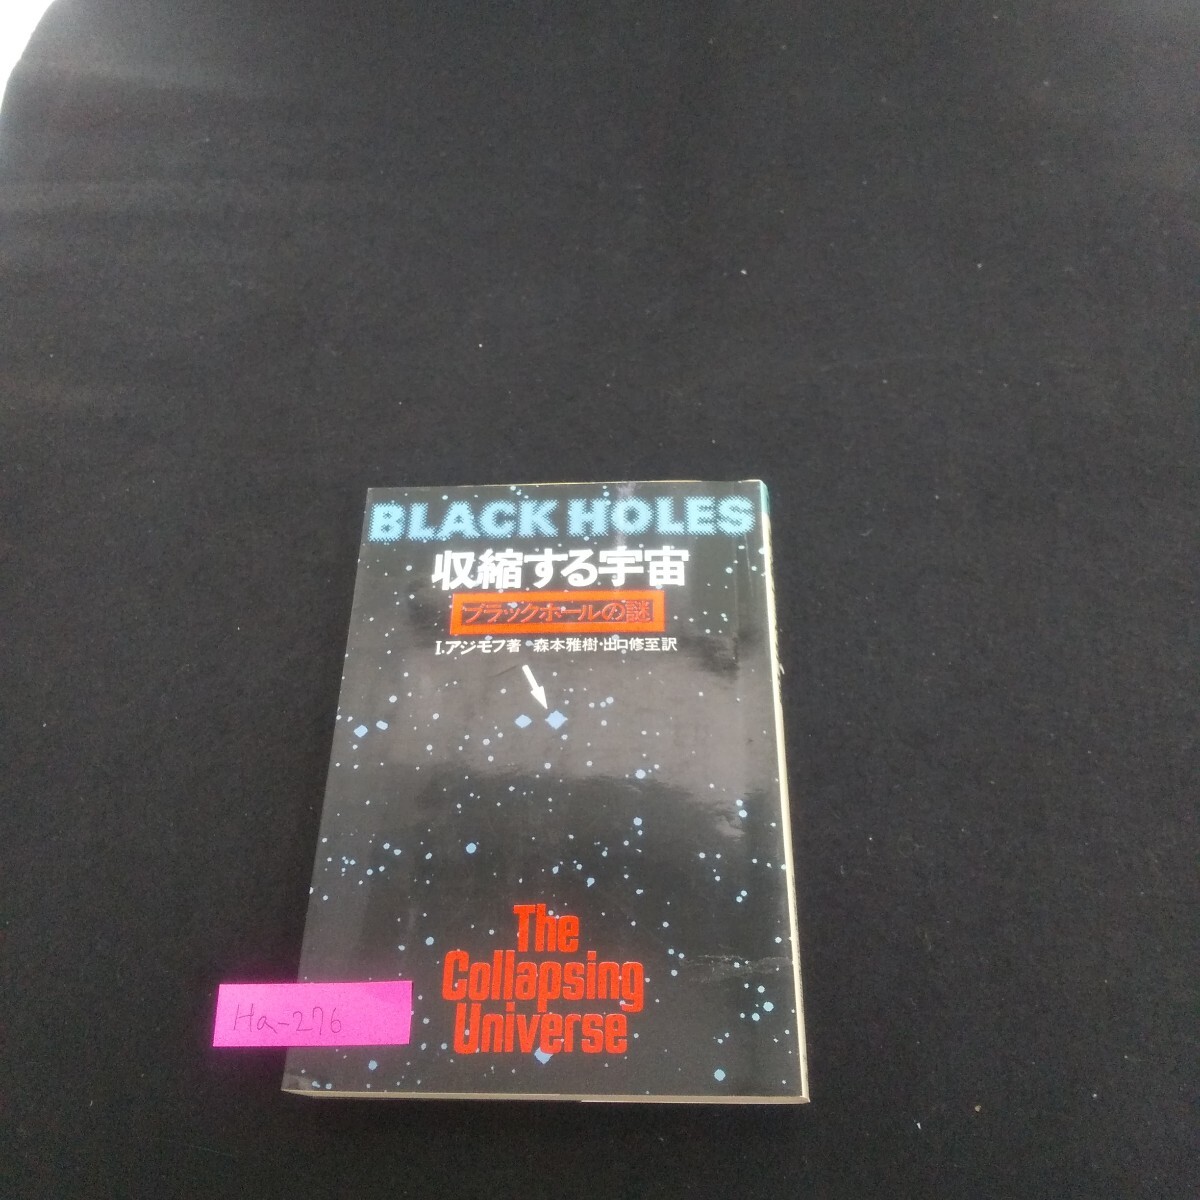 BLACK HOLES
収縮する宇宙
ブラックホールの謎
I.アシモフ著 森本雅樹・出口修至訳
The
Collapsing
Universe
Ha-276